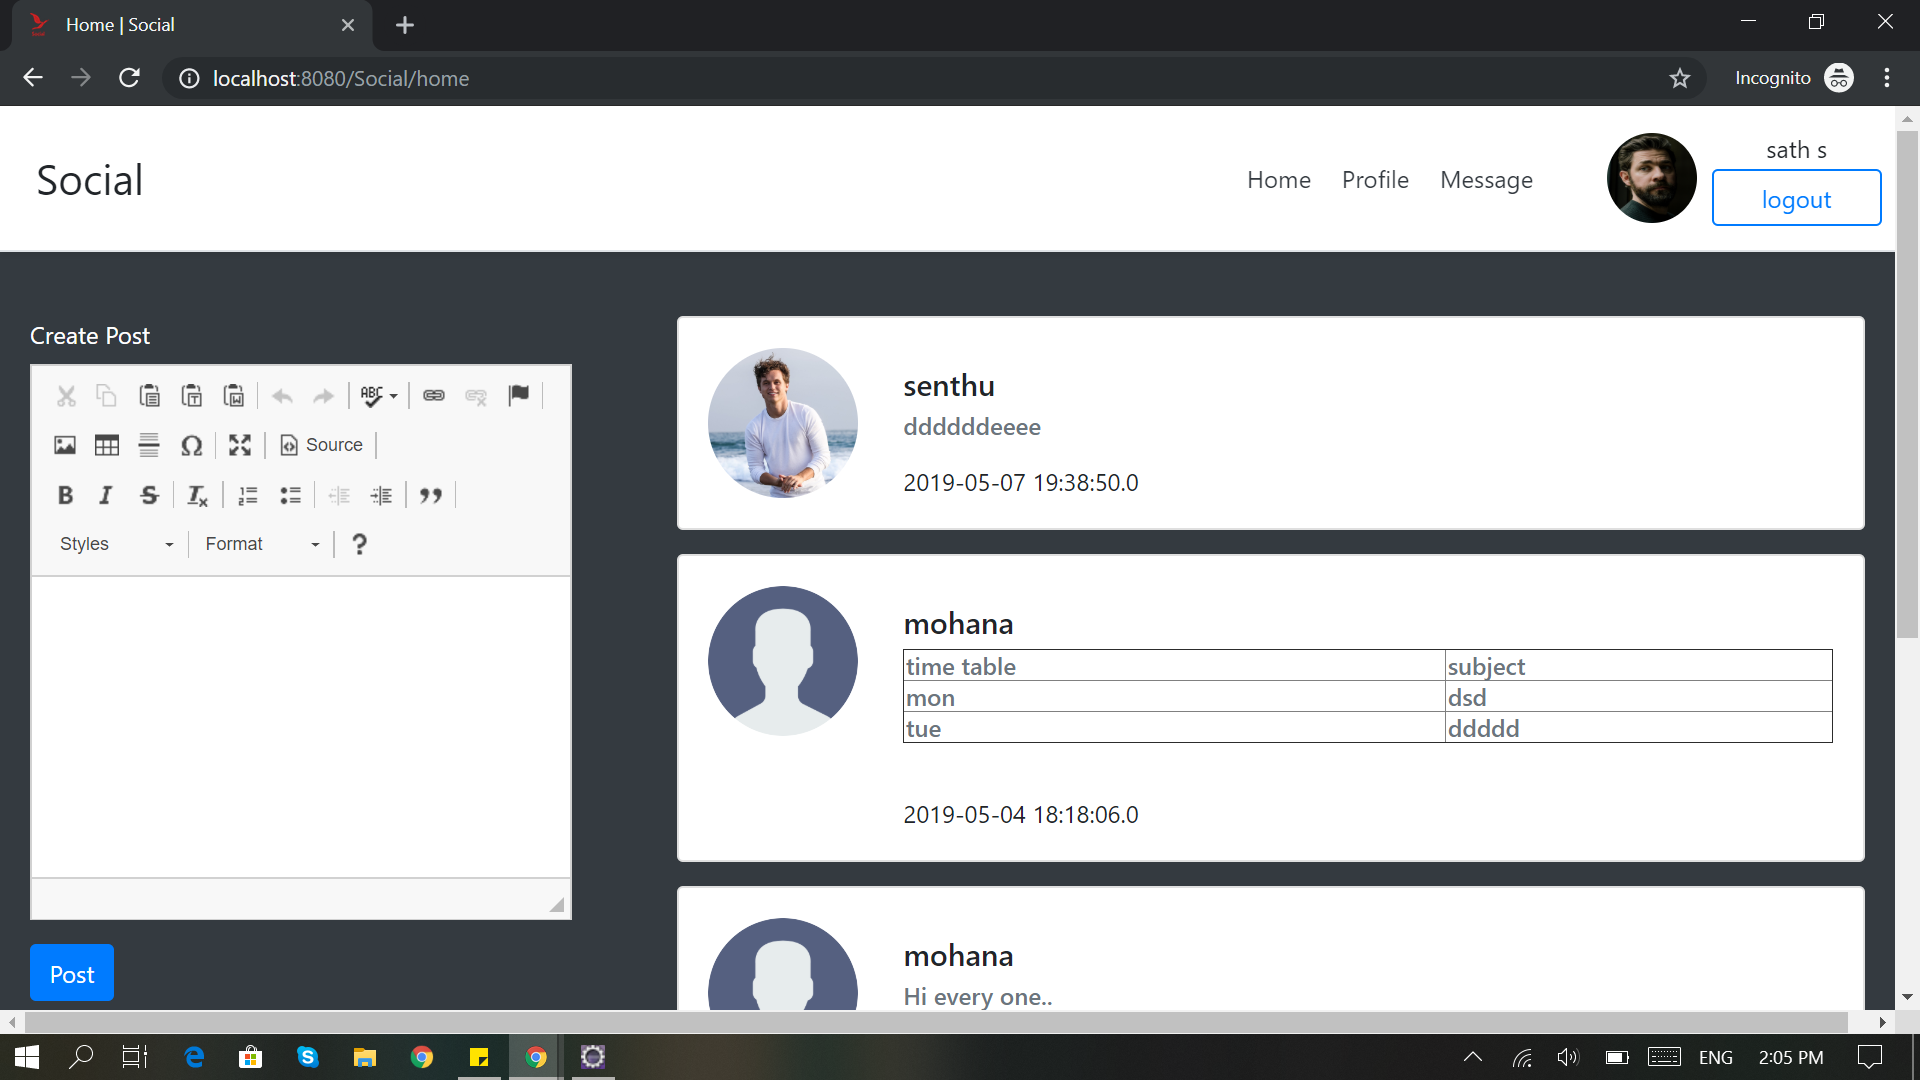 Home | Social
localhost:8080/Social/home
Incognito
Social
Home Profile Message
sath s
logout
Create Post
ABC
Source
Styles
Format
Post
senthu
ddddddeeee
2019-05-07 19:38:50.0
mohana
time table subject
mon dsd
tue ddddd
2019-05-04 18:18:06.0
mohana
Hi every one..
ENG
2:05 PM